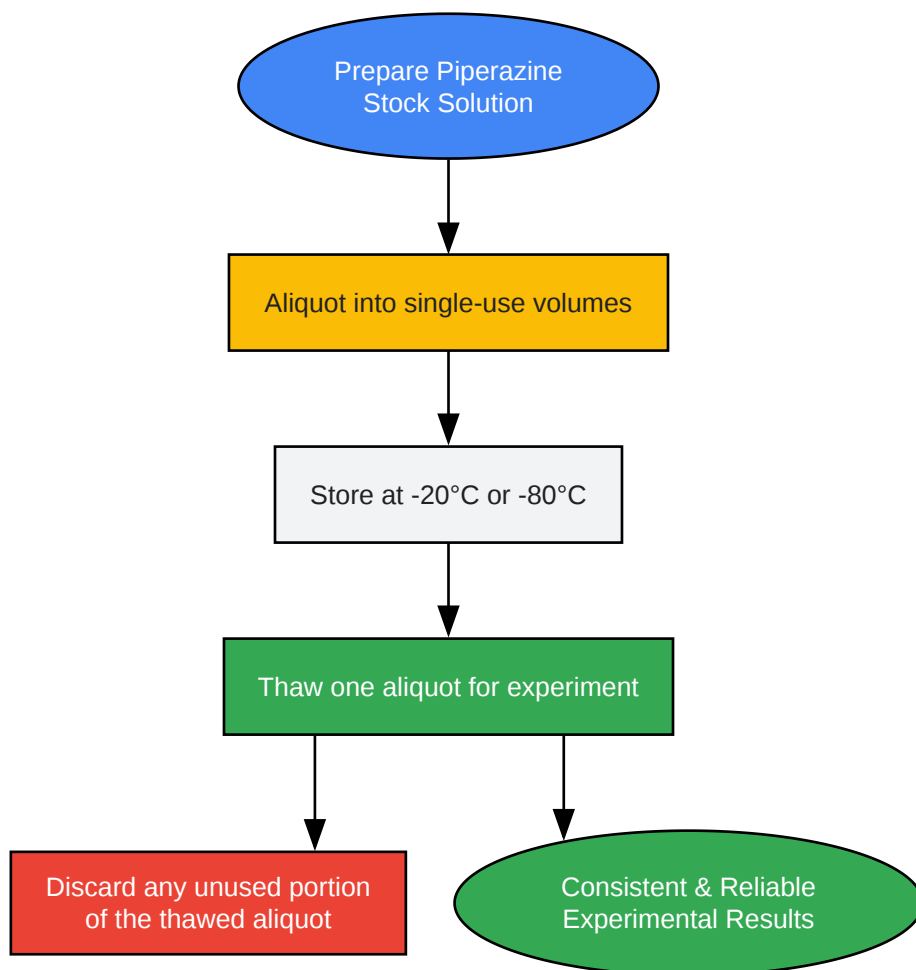 Prepare Piperazine
Stock Solution
Aliquot into single-use volumes
Store at -20°C or -80°C
Thaw one aliquot for experiment
Discard any unused portion
of the thawed aliquot
Consistent & Reliable
Experimental Results